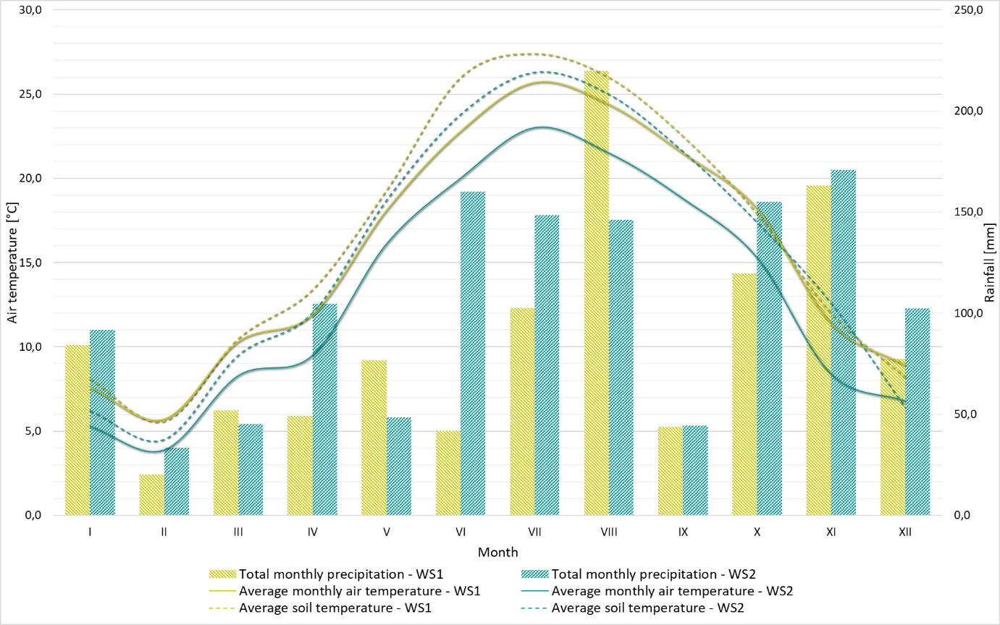 30,0
25,0
20,0
15,0
10,0
5,0
0,0
Air temperature [°C]
250,0
200,0
150,0
100,0
50,0
0,0
Rainfall [mm]
I II III IV V VI VII VIII IX X XI XII
Month
Total monthly precipitation - WS1 Total monthly precipitation - WS2
Average monthly air temperature - WS1 Average monthly air temperature - WS2
Average soil temperature - WS1 Average soil temperature - WS2